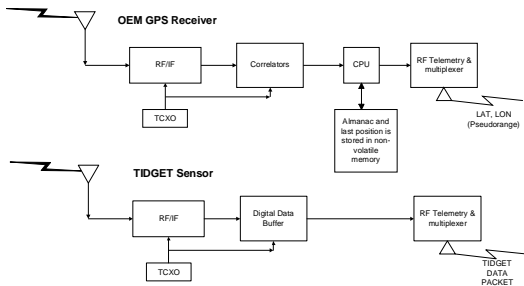 OEM GPS Receiver
RF/IF
Correlators
CPU
RF Telemetry &
multiplexer
TCXO
Almanac and
last position is
stored in non-
volatile
memory
LAT, LON
(Pseudorange)
TIDGET Sensor
RF/IF
Digital Data
Buffer
RF Telemetry &
multiplexer
TCXO
TIDGET
DATA
PACKET